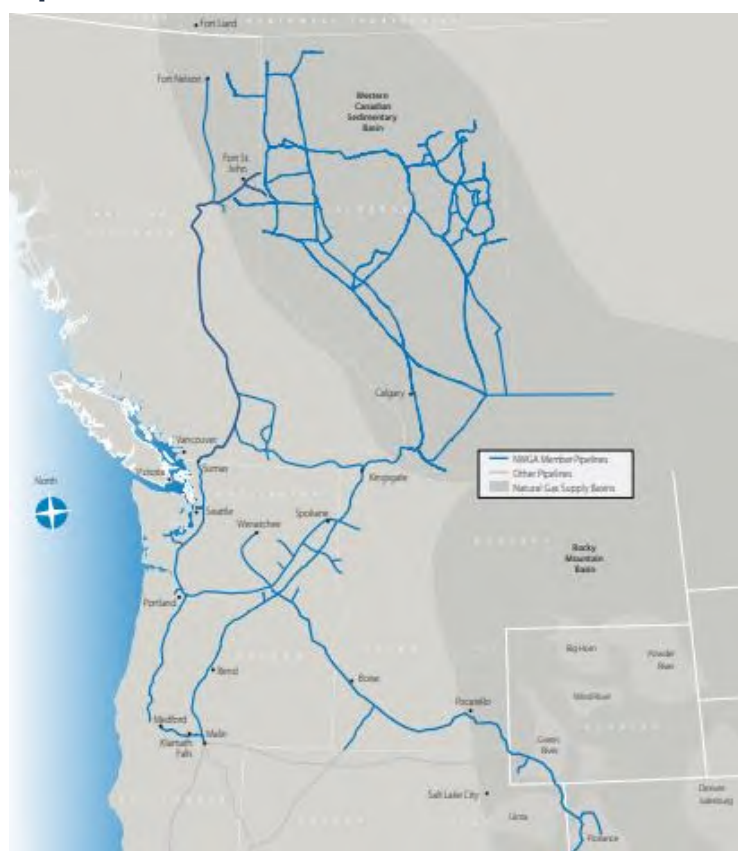 Fort Liard
Fort Nelson
Western
Canadian
Sedimentary
Basin
Fort St.
John
ALBERTA
Calgary
Vancouver
Victoria
Sumas
Kingsgate
NWGA Member Pipelines
Other Pipelines
Natural Gas Supply Basins
North
Seattle
Wenatchee
Spokane
Rocky
Mountain
Basin
Portland
Big Horn
Powder
River
Bend
Boise
Wind River
Pocatello
Medford
Klamath
Falls
Malin
Green
River
Salt Lake City
Uinta
Denver
Julesburg
Piceance